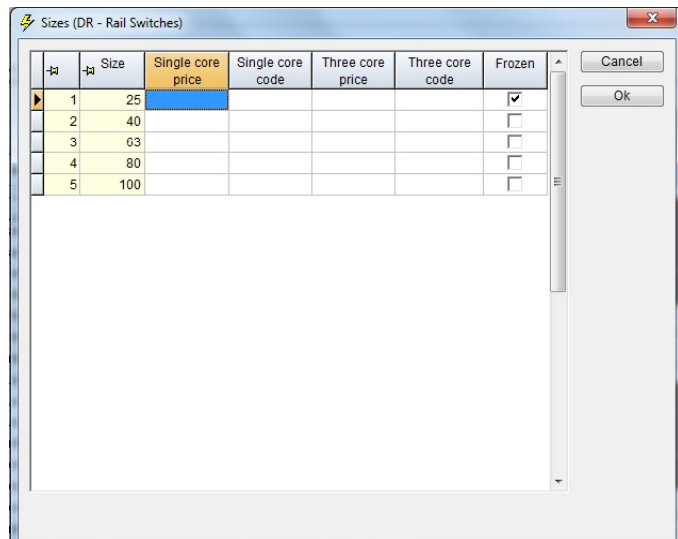 Sizes (DR - Rail Switches)
Size Single core price Single core code Three core price Three core code Frozen
1 25
2 40
3 63
4 80
5 100
Cancel
Ok